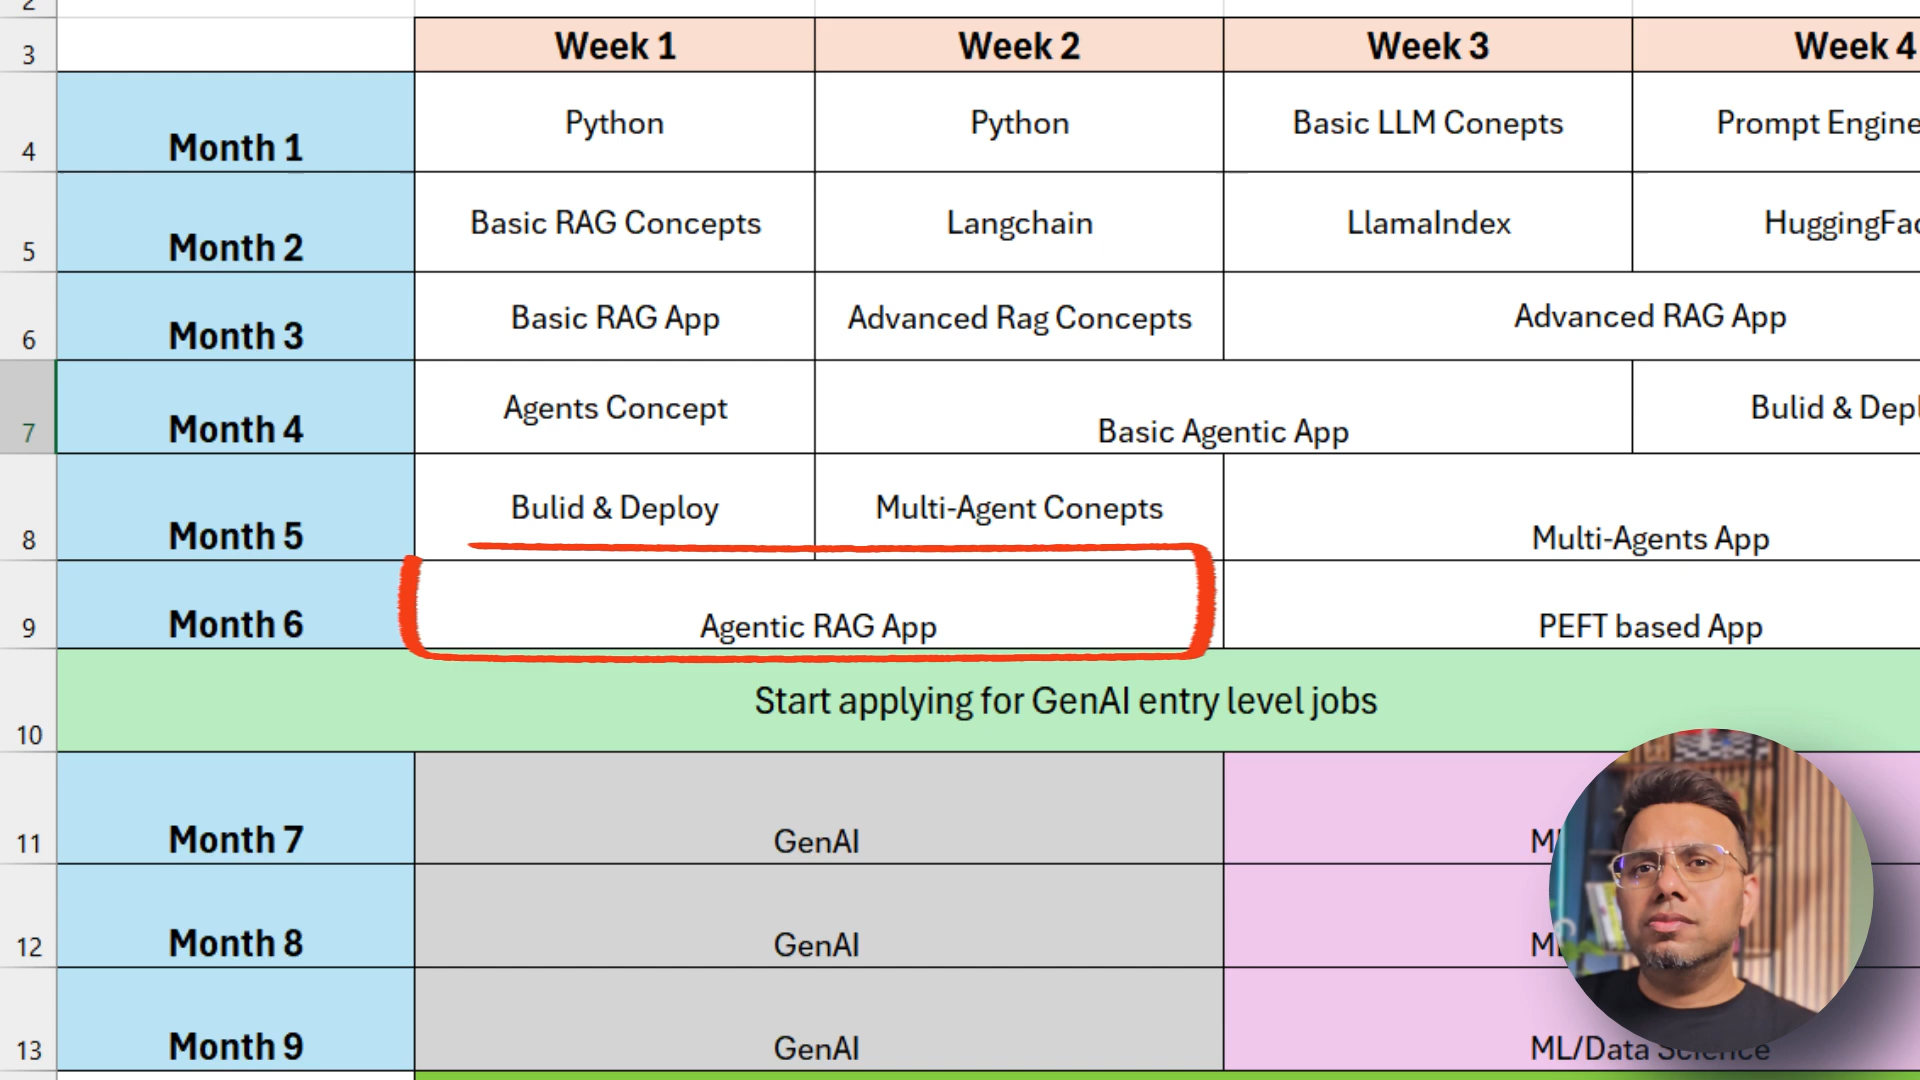 2
3 Week 1 Week 2 Week 3 Week 4
4 Month 1 Python Python Basic LLM Conepts Prompt Engine
5 Month 2 Basic RAG Concepts Langchain LlamaIndex HuggingFac
6 Month 3 Basic RAG App Advanced Rag Concepts Advanced RAG App
7 Month 4 Agents Concept Basic Agentic App Bulid & Depl
8 Month 5 Bulid & Deploy Multi-Agent Conepts Multi-Agents App
9 Month 6 Agentic RAG App PEFT based App
10 Start applying for GenAI entry level jobs
11 Month 7 GenAI
12 Month 8 GenAI
13 Month 9 GenAI ML/Data Science